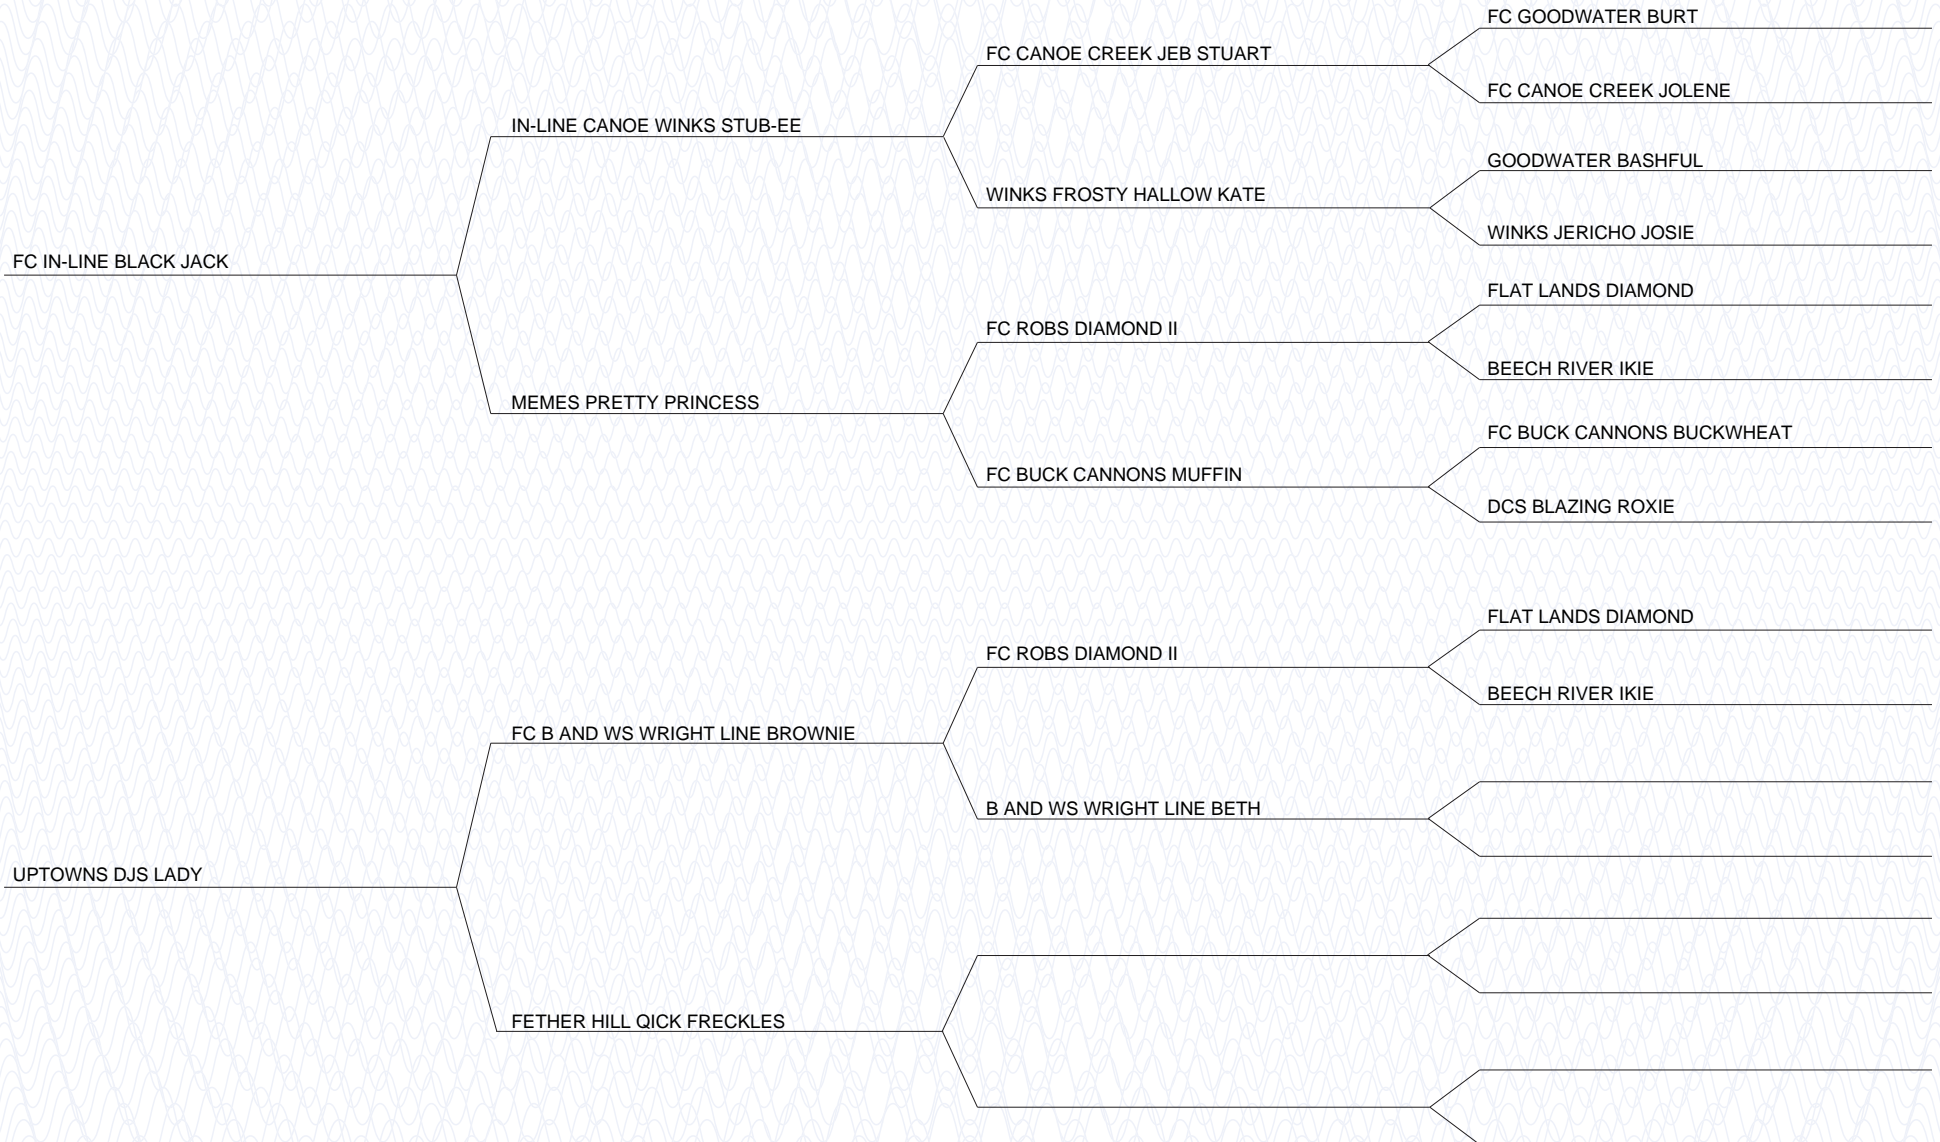 FC GOODWATER BURT
FC CANOE CREEK JEB STUART
FC CANOE CREEK JOLENE
IN-LINE CANOE WINKS STUB-EE
GOODWATER BASHFUL
WINKS FROSTY HALLOW KATE
WINKS JERICHO JOSIE
FC IN-LINE BLACK JACK
FLAT LANDS DIAMOND
FC ROBS DIAMOND II
BEECH RIVER IKIE
MEMES PRETTY PRINCESS
FC BUCK CANNONS BUCKWHEAT
FC BUCK CANNONS MUFFIN
DCS BLAZING ROXIE
FLAT LANDS DIAMOND
FC ROBS DIAMOND II
BEECH RIVER IKIE
FC B AND WS WRIGHT LINE BROWNIE
B AND WS WRIGHT LINE BETH
UPTOWNS DJS LADY
FETHER HILL QICK FRECKLES